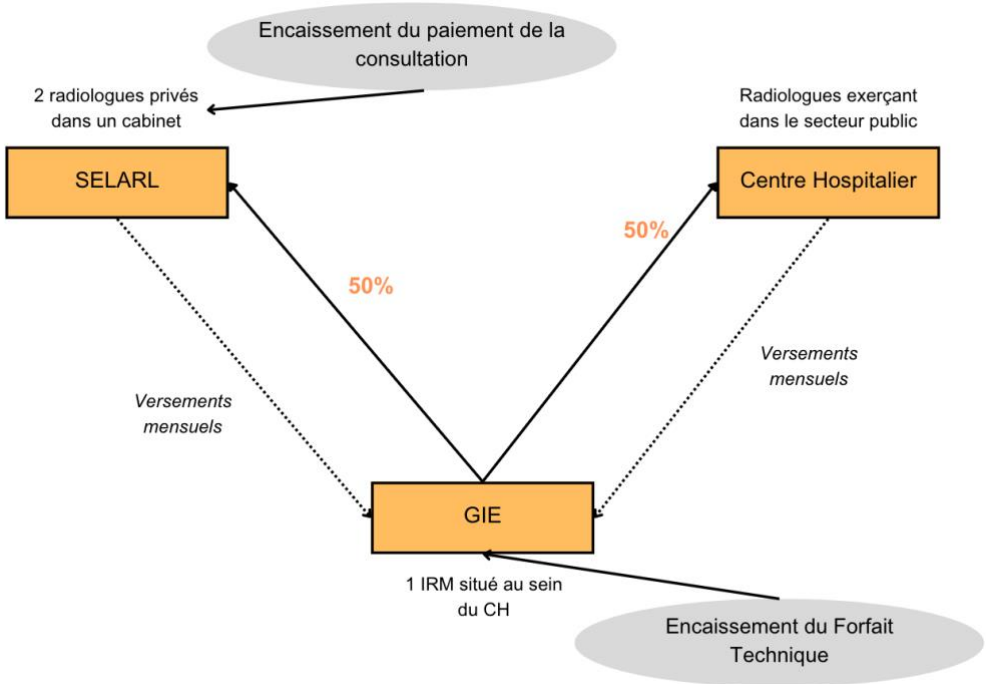 Encaissement du paiement de la
consultation
2 radiologues privés
dans un cabinet
Radiologues exerçant
dans le secteur public
SELARL
Centre Hospitalier
50%
50%
Versements
mensuels
Versements
mensuels
GIE
1 IRM situé au sein
du CH
Encaissement du Forfait
Technique